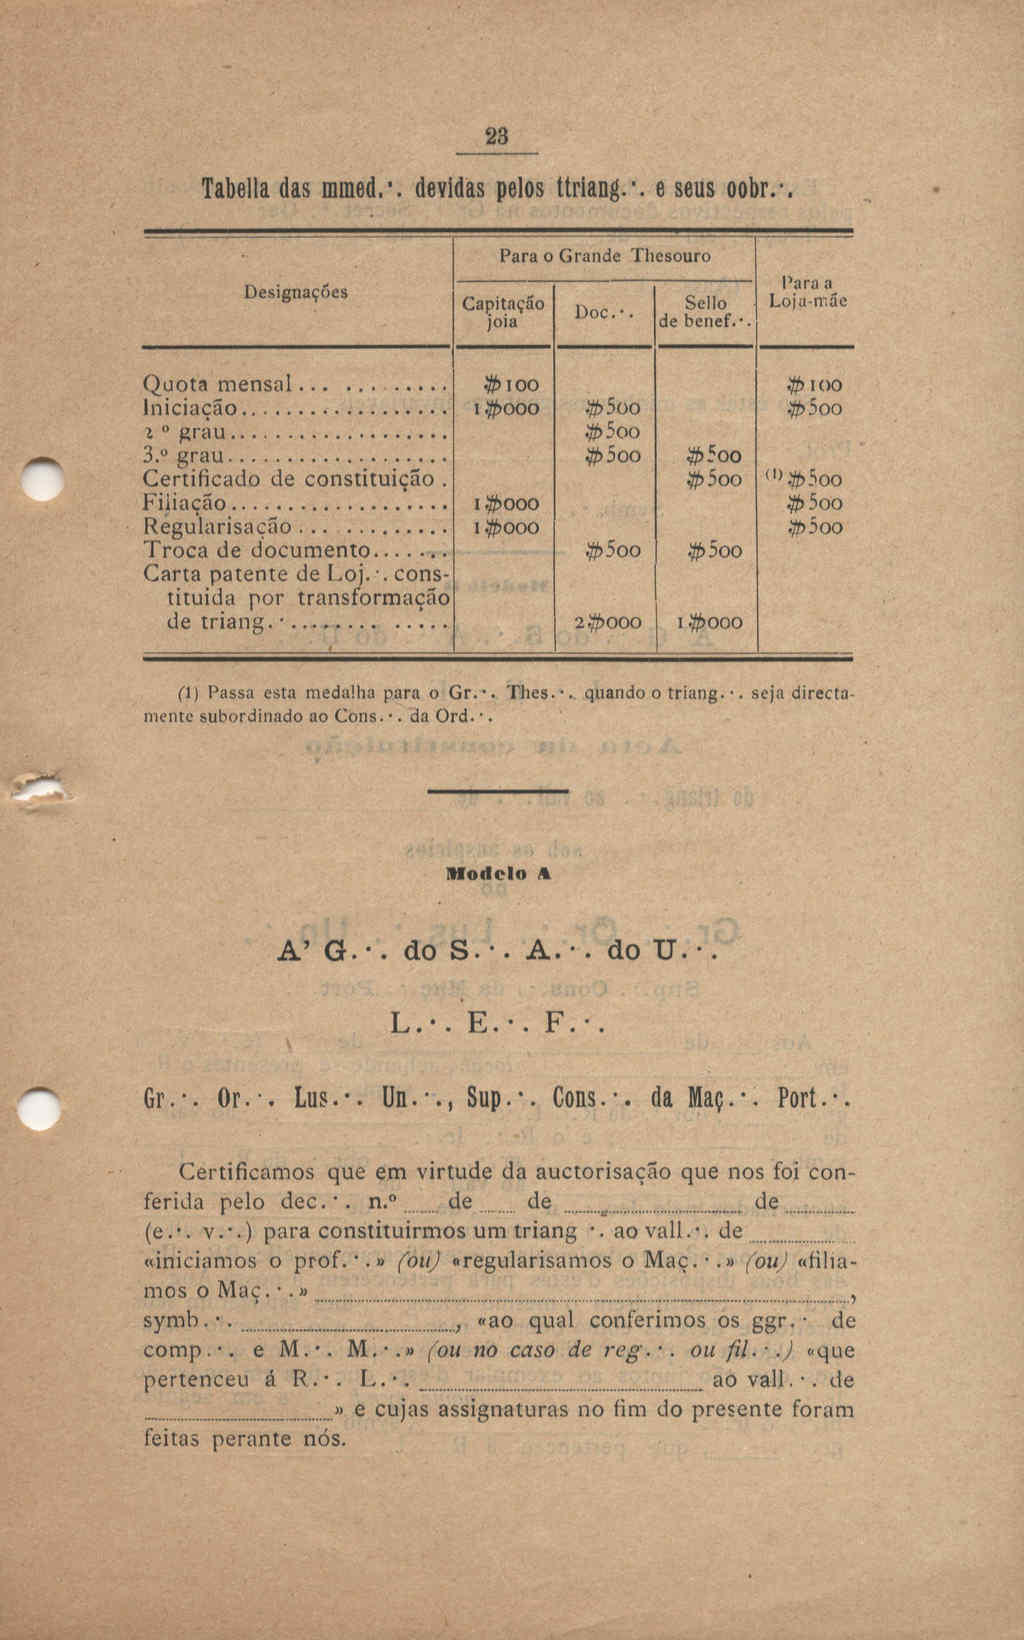 23
Tabella das mmed.·. devidas pelos ttriang.·. e seus oobr.·.
Designações
Para o Grande Thesouro
Capitação joia
Doc.·.
Sello de benef.·.
Para a Loja-mãe
Quota mensal... .......... $100 $100
Iniciação.................. 1$000 $500 $500
2º grau................... $500
3.º grau................... $500 $500
Certificado de constituição . $500 (1) $500
Filiação................... 1$000 $500
Regularisação ............. 1$000 $500
Troca de documento....... $500 $500
Carta patente de Loj.·. cons-
tituida por transformação
de triang.·......... ..... 2$000 1$000
(1) Passa esta medalha para o Gr.·. Thes.·. quando o triang.·. seja directa-
mente subordinado ao Cons.·. da Ord.·.
Modelo A
A' G.·. do S.·. A.·. do U.·.
L.·. E.·. F.·.
Gr.·. Or.·. Lus.·. Un.·., Sup.·. Cons.·. da Maç.·. Port.·.
Certificamos que em virtude da auctorisação que nos foi con-
ferida pelo dec.·. n.º ...... de ...... de .............................. de ............
(e.·. v.·.) para constituirmos um triang ·. ao vall.·. de ..................
«iniciamos o prof.·.» (ou) «regularisamos o Maç.·.» (ou) «filia-
mos o Maç.·.» ..........................................................................................,
symb.·. ....................................., «ao qual conferimos os ggr.· de
comp.·. e M.·. M.·.» (ou no caso de reg.·. ou fil.·.) «que
pertenceu á R.·. L.·. ................................................ ao vall.·. de
................................» e cujas assignaturas no fim do presente foram
feitas perante nós.